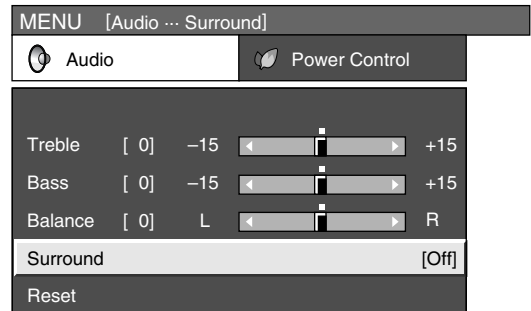 MENU [Audio ··· Surround]
Audio Power Control
Treble [ 0] –15 +15
Bass [ 0] –15 +15
Balance [ 0] L R
Surround [Off]
Reset